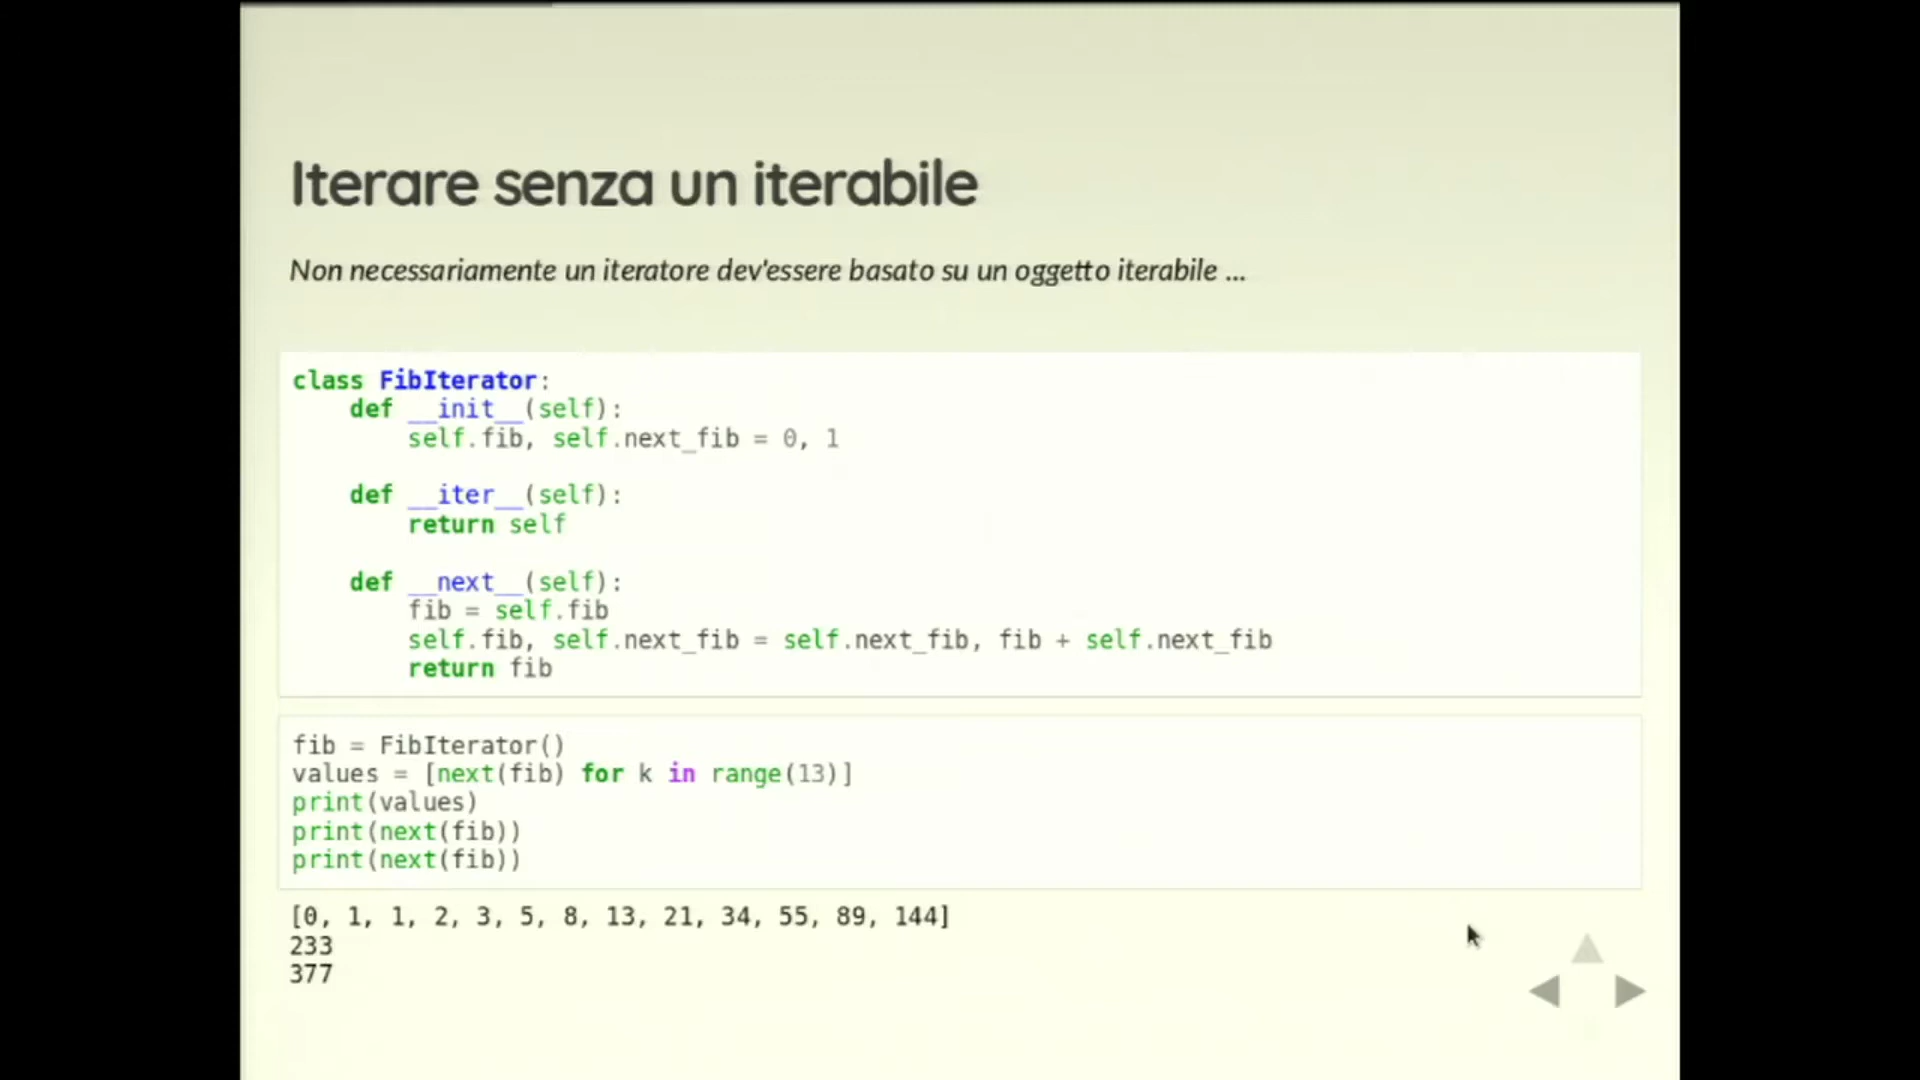 Iterare senza un iterabile
Non necessariamente un iteratore dev'essere basato su un oggetto iterabile ...
class FibIterator:
    def __init__(self):
        self.fib, self.next_fib = 0, 1
    def __iter__(self):
        return self
    def __next__(self):
        fib = self.fib
        self.fib, self.next_fib = self.next_fib, fib + self.next_fib
        return fib
fib = FibIterator()
values = [next(fib) for k in range(13)]
print(values)
print(next(fib))
print(next(fib))
[0, 1, 1, 2, 3, 5, 8, 13, 21, 34, 55, 89, 144]
233
377